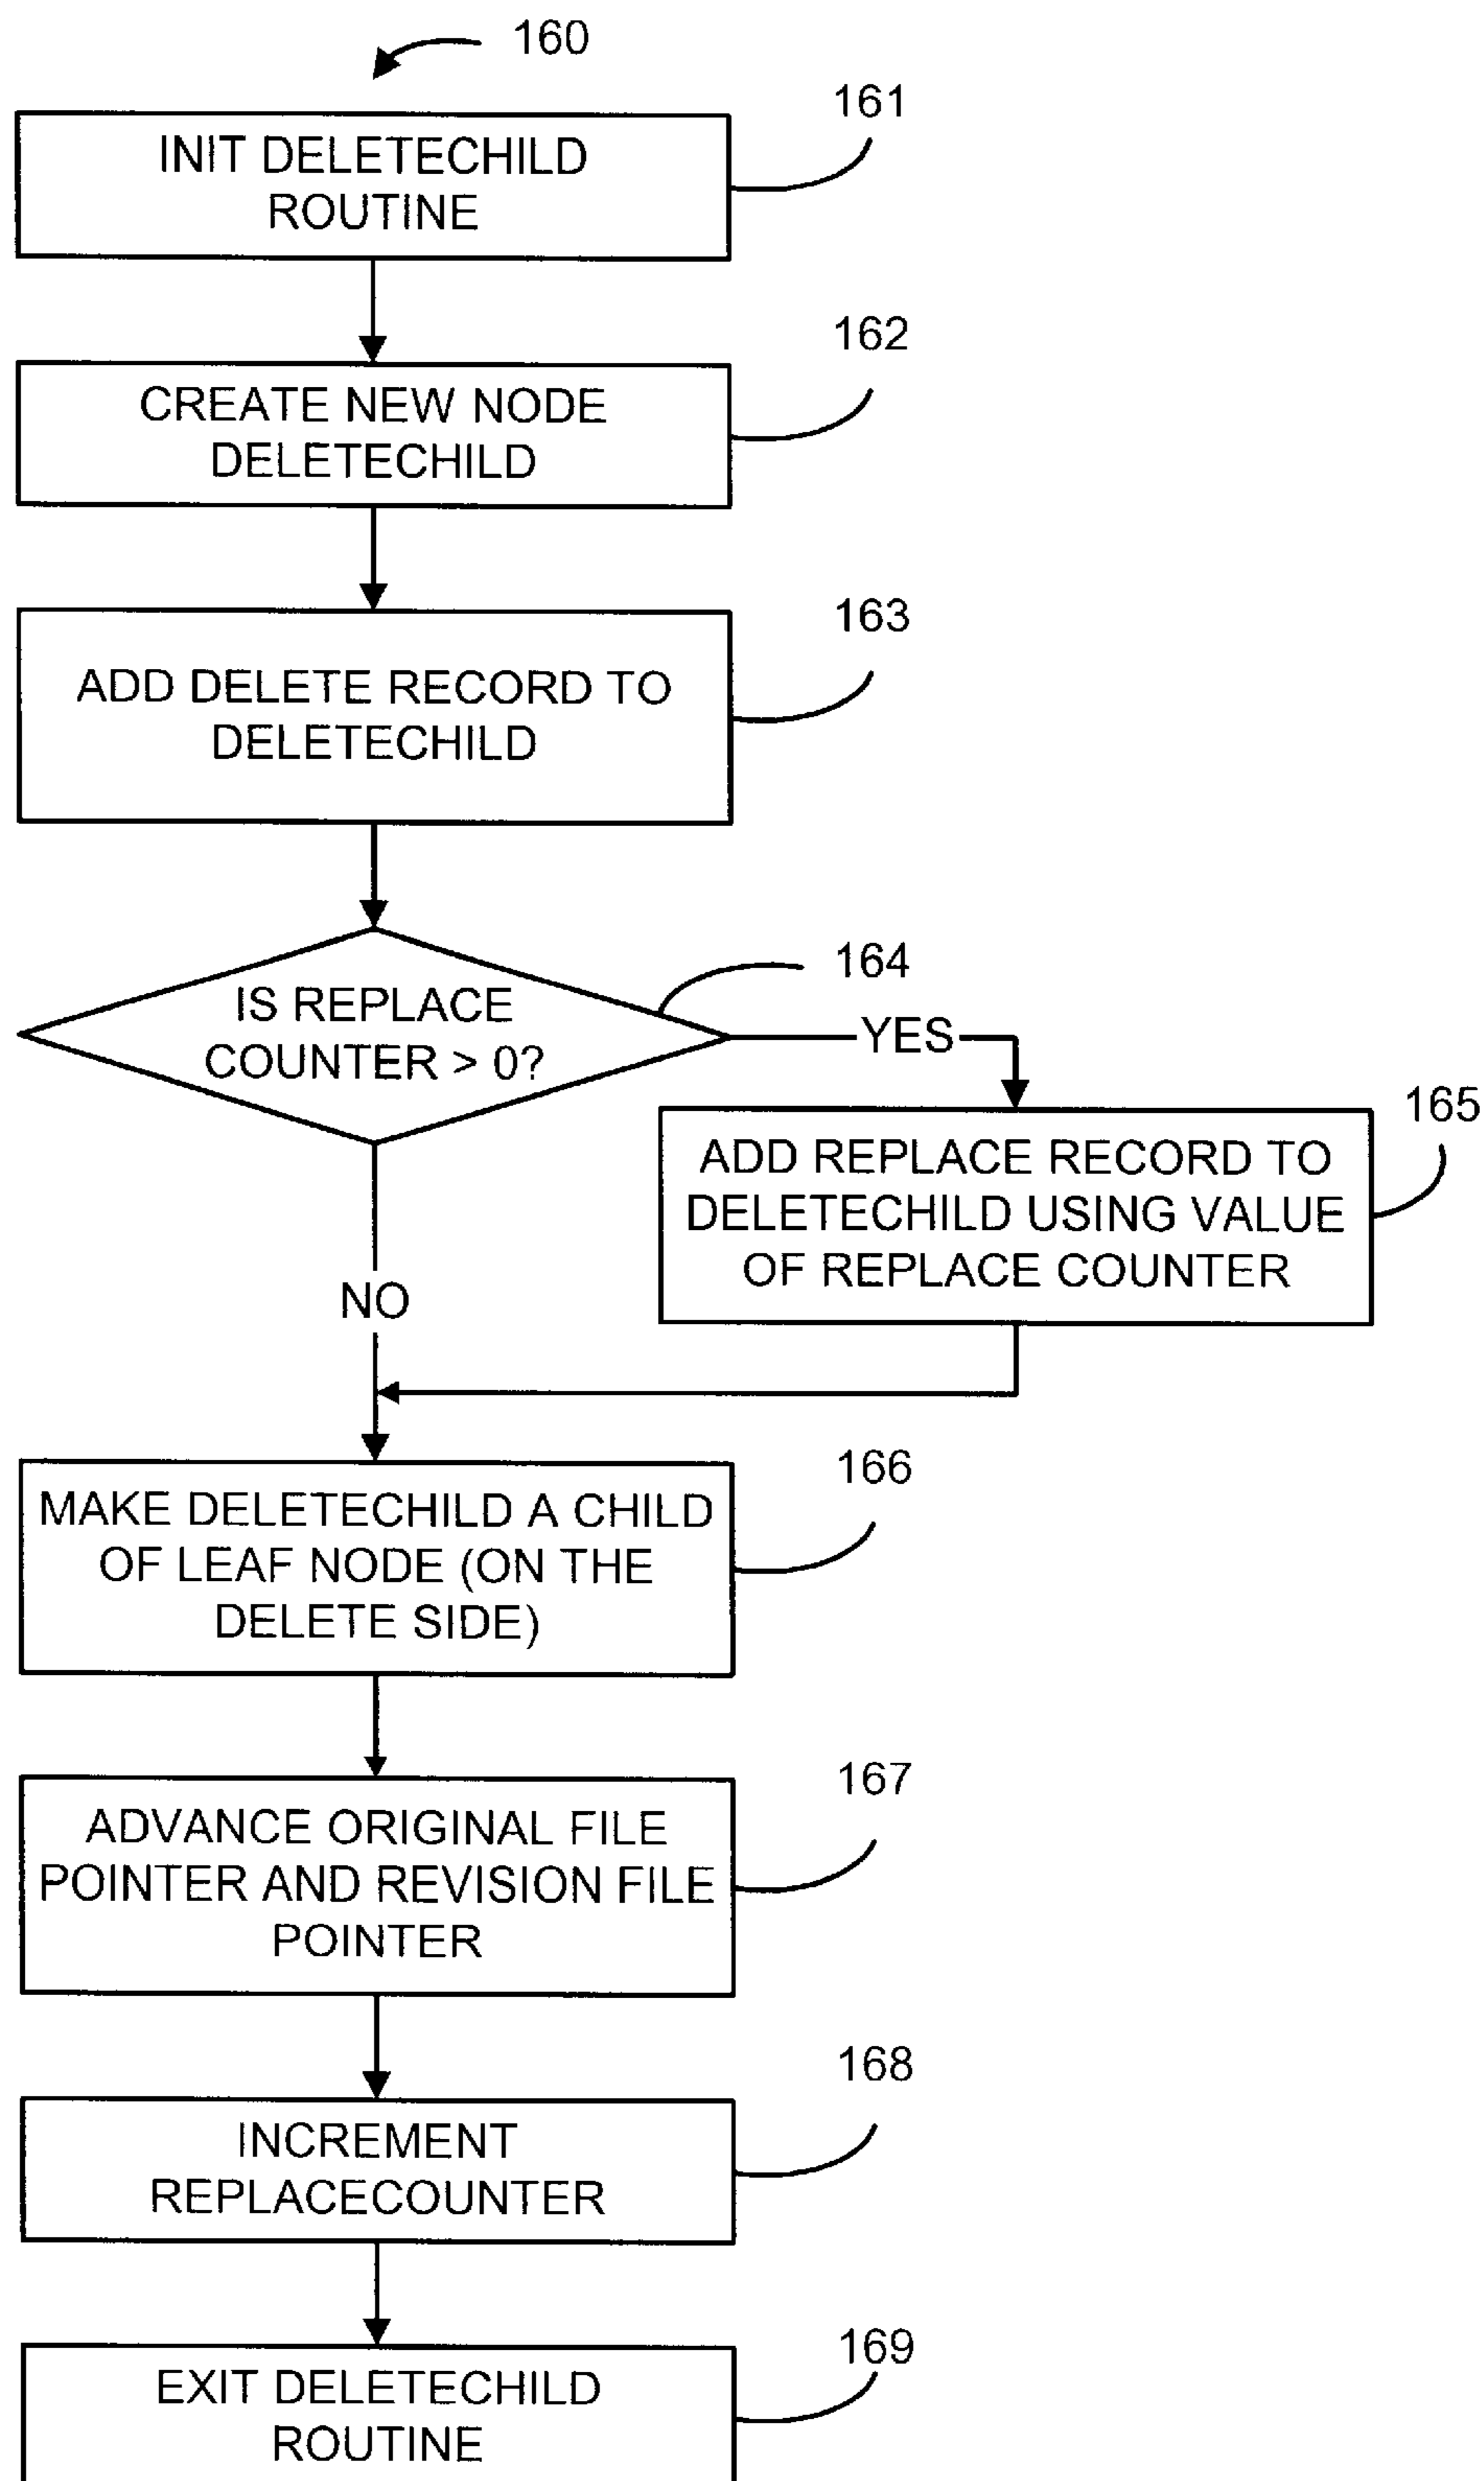 160
161
INIT DELETECHILD
ROUTINE
162
CREATE NEW NODE
DELETECHILD
163
ADD DELETE RECORD TO
DELETECHILD
164
IS REPLACE
COUNTER > 0?
YES
165
ADD REPLACE RECORD TO
DELETECHILD USING VALUE
OF REPLACE COUNTER
NO
166
MAKE DELETECHILD A CHILD
OF LEAF NODE (ON THE
DELETE SIDE)
167
ADVANCE ORIGINAL FILE
POINTER AND REVISION FILE
POINTER
168
INCREMENT
REPLACECOUNTER
169
EXIT DELETECHILD
ROUTINE